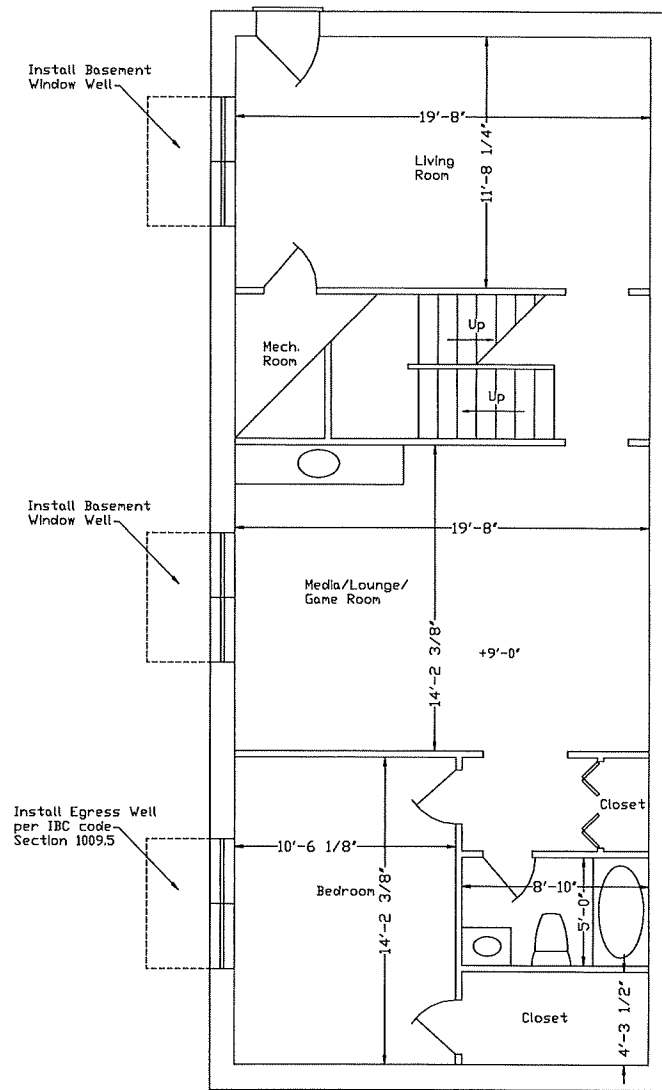 Install Basement
Window Well
19'-8"
Living
Room
11'-8 1/4"
Mech.
Room
Up
Up
Install Basement
Window Well
19'-8"
Media/Lounge/
Game Room
14'-2 3/8"
+9'-0"
Install Egress Well
per IBC code
Section 1009.5
Closet
10'-6 1/8"
Bedroom
14'-2 3/8"
8'-10"
5'-0"
Closet
4'-3 1/2"